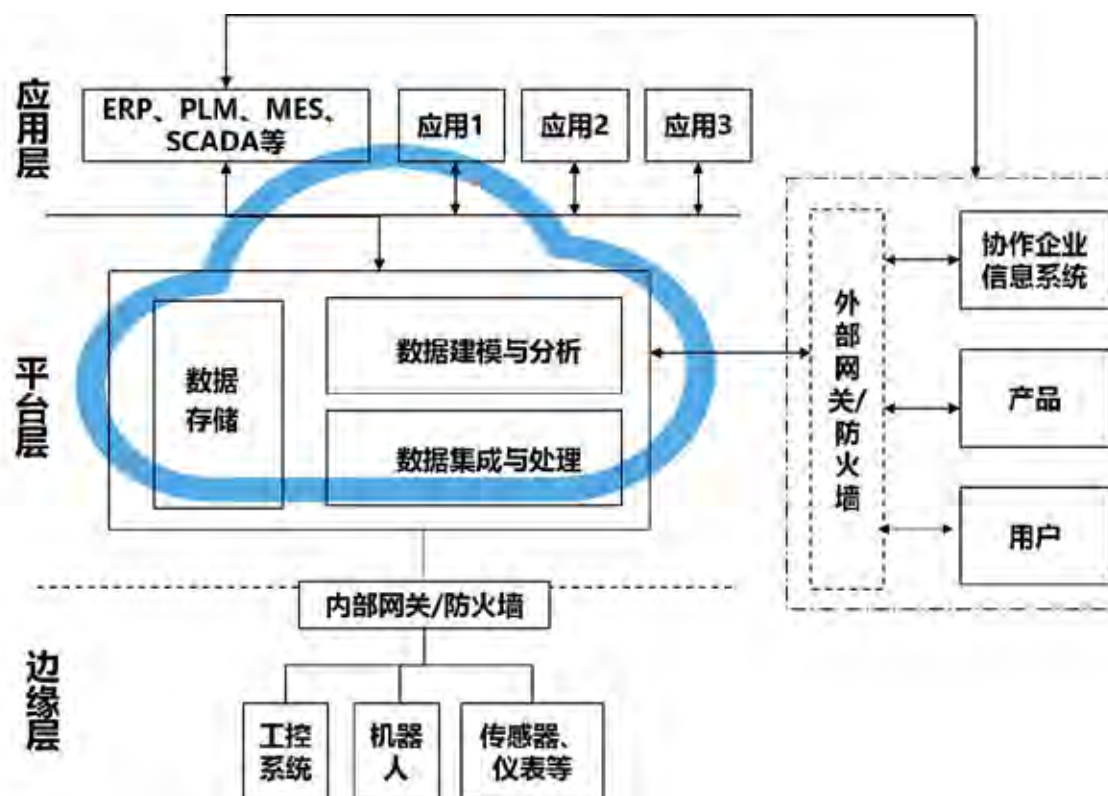 应用层
ERP、PLM、MES、
SCADA等
应用1
应用2
应用3
平台层
数据
存储
数据建模与分析
数据集成与处理
外部网关/防火墙
协作企业
信息系统
产品
用户
内部网关/防火墙
边缘层
工控
系统
机器
人
传感器、
仪表等